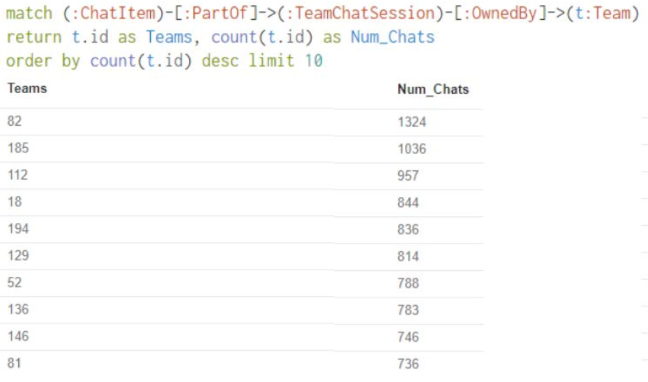 match (:ChatItem)-[:PartOf]->(:TeamChatSession)-[:OwnedBy]->(t:Team)
return t.id as Teams, count(t.id) as Num_Chats
order by count(t.id) desc limit 10
Teams Num_Chats
82 1324
185 1036
112 957
18 844
194 836
129 814
52 788
136 783
146 746
81 736